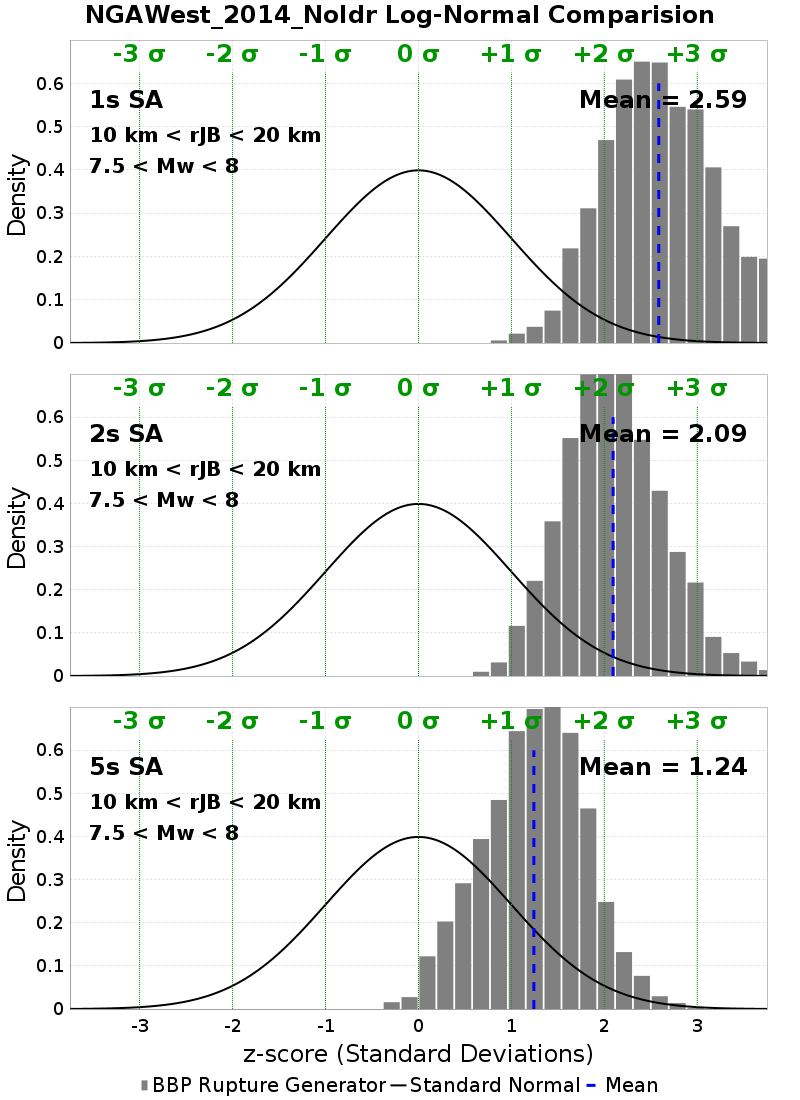 NGAWest_2014_NoIdr Log-Normal Comparision
-3 σ -2 σ -1 σ 0 σ +1 σ +2 σ +3 σ
1s SA
Mean = 2.59
10 km < rJB < 20 km
7.5 < Mw < 8
0.6
0.5
0.4
0.3
0.2
0.1
0
Density
-3 σ -2 σ -1 σ 0 σ +1 σ +2 σ +3 σ
2s SA
Mean = 2.09
10 km < rJB < 20 km
7.5 < Mw < 8
0.6
0.5
0.4
0.3
0.2
0.1
0
Density
-3 σ -2 σ -1 σ 0 σ +1 σ +2 σ +3 σ
5s SA
Mean = 1.24
10 km < rJB < 20 km
7.5 < Mw < 8
0.6
0.5
0.4
0.3
0.2
0.1
0
Density
-3 -2 -1 0 1 2 3
z-score (Standard Deviations)
BBP Rupture Generator Standard Normal Mean